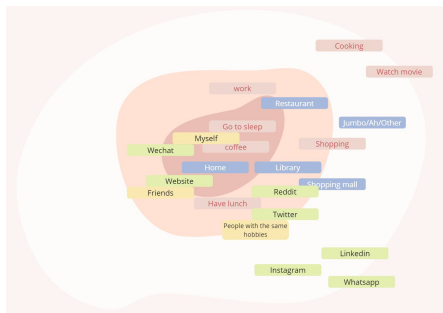 Cooking
Watch movie
work
Restaurant
Jumbo/Ah/Other
Go to sleep
Myself
Wechat
coffee
Shopping
Home
Library
Website
Shopping mall
Friends
Reddit
Have lunch
Twitter
People with the same
hobbies
Linkedin
Instagram
Whatsapp